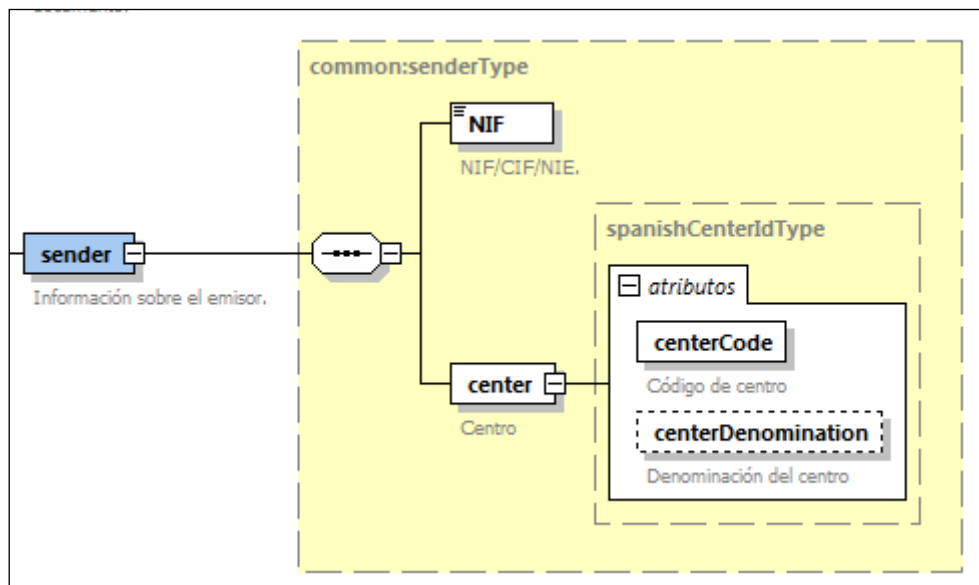 common:senderType
NIF
NIF/CIF/NIE.
spanishCenterIdType
sender
atributos
Información sobre el emisor.
centerCode
center
Código de centro
Centro
centerDenomination
Denominación del centro